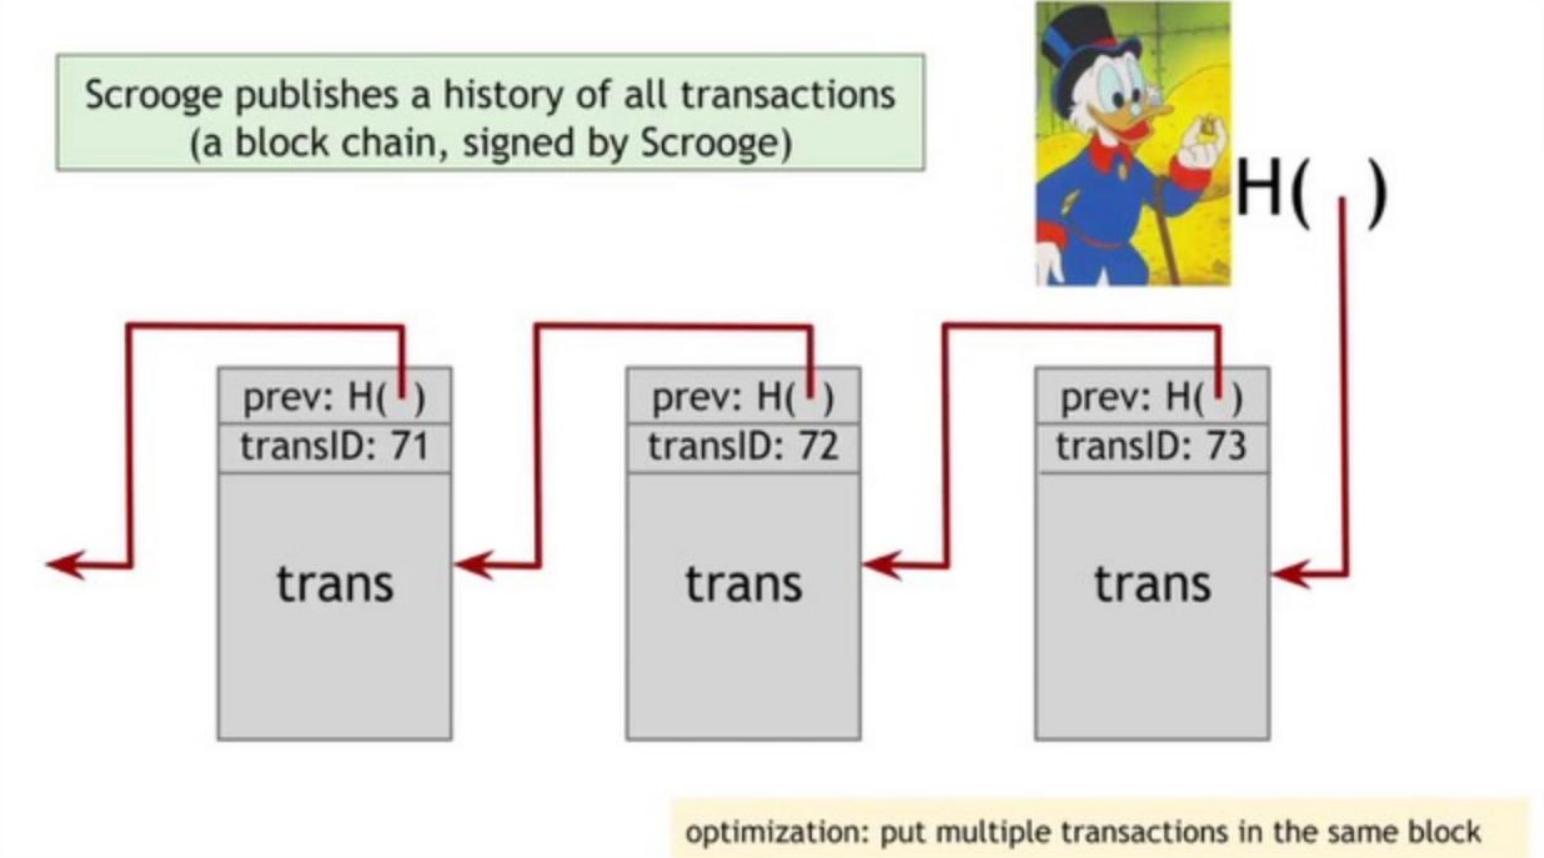 Scrooge publishes a history of all transactions
(a block chain, signed by Scrooge)
H( )
prev: H( )
transID: 71
trans
prev: H( )
transID: 72
trans
prev: H( )
transID: 73
trans
optimization: put multiple transactions in the same block